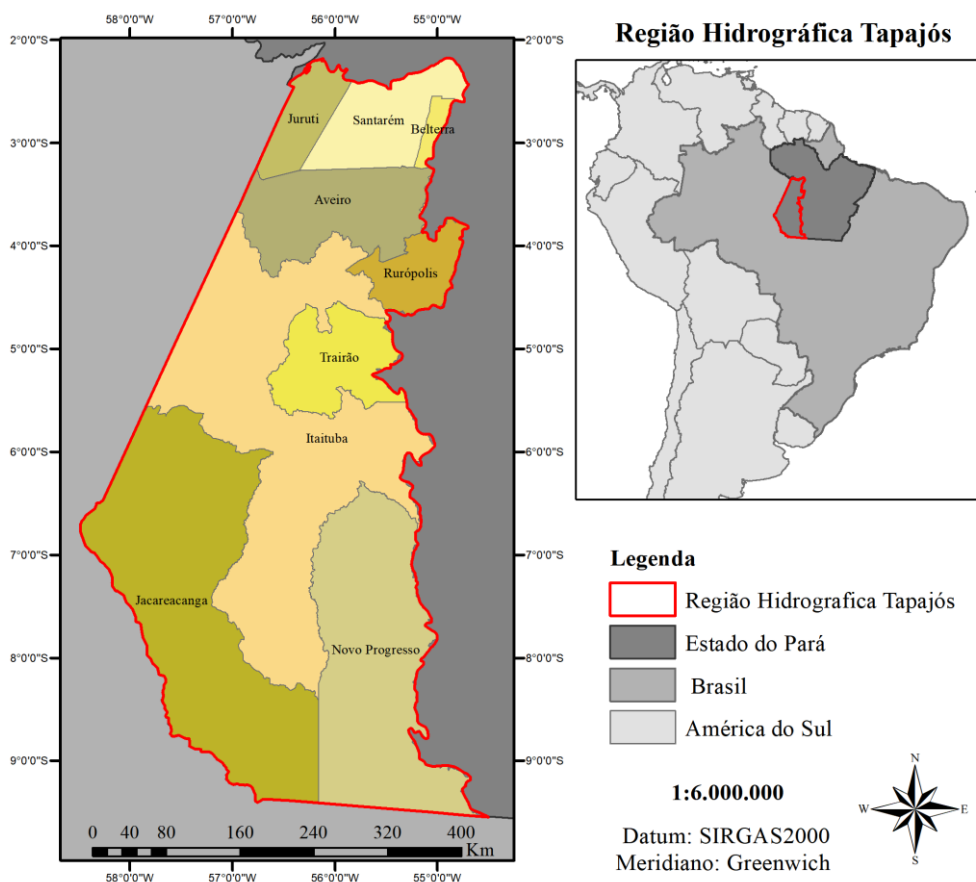 58°0'0"W 57°0'0"W 56°0'0"W 55°0'0"W
2°0'0"S 2°0'0"S
3°0'0"S 3°0'0"S
4°0'0"S 4°0'0"S
5°0'0"S 5°0'0"S
6°0'0"S 6°0'0"S
7°0'0"S 7°0'0"S
8°0'0"S 8°0'0"S
9°0'0"S 9°0'0"S
Juruti
Santarém
Belterra
Aveiro
Rurópolis
Trairão
Itaituba
Jacareacanga
Novo Progresso
0 40 80 160 240 320 400
Km
58°0'0"W 57°0'0"W 56°0'0"W 55°0'0"W
Região Hidrográfica Tapajós
Legenda
Região Hidrografica Tapajós
Estado do Pará
Brasil
América do Sul
1:6.000.000
Datum: SIRGAS2000
Meridiano: Greenwich
N
W E
S